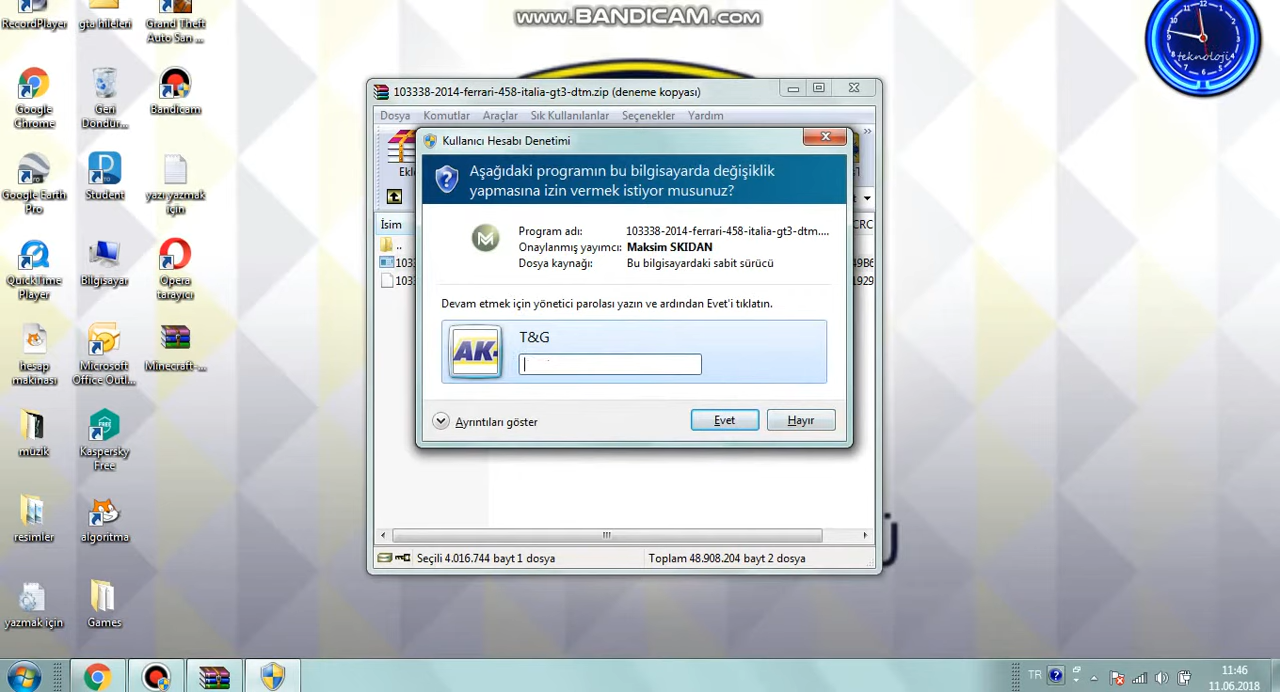 www.BANDICAM.com
RecordPlayer
gta hileleri
Grand Theft
Auto San ...
Google
Chrome
Geri
Döndür...
Bandicam
Google Earth
Pro
Student
yazı yazmak
için
QuickTime
Player
Bilgisayar
Opera
tarayıcı
hesap
makinası
Microsoft
Office Outl...
Minecraft-...
müzik
Kaspersky
Free
resimler
algoritma
yazmak için
Games
teknoloji
103338-2014-ferrari-458-italia-gt3-dtm.zip (deneme kopyası)
Dosya Komutlar Araçlar Sık Kullanılanlar Seçenekler Yardım
İsim
CRC
..
Kullanıcı Hesabı Denetimi
Aşağıdaki programın bu bilgisayarda değişiklik
yapmasına izin vermek istiyor musunuz?
Program adı: 103338-2014-ferrari-458-italia-gt3-dtm....
Onaylanmış yayımcı: Maksim SKIDAN
Dosya kaynağı: Bu bilgisayardaki sabit sürücü
Devam etmek için yönetici parolası yazın ve ardından Evet'i tıklatın.
AK-
T&G
Ayrıntıları göster
Evet
Hayır
Seçili 4.016.744 bayt 1 dosya
Toplam 48.908.204 bayt 2 dosya
TR
11:46
11.06.2018